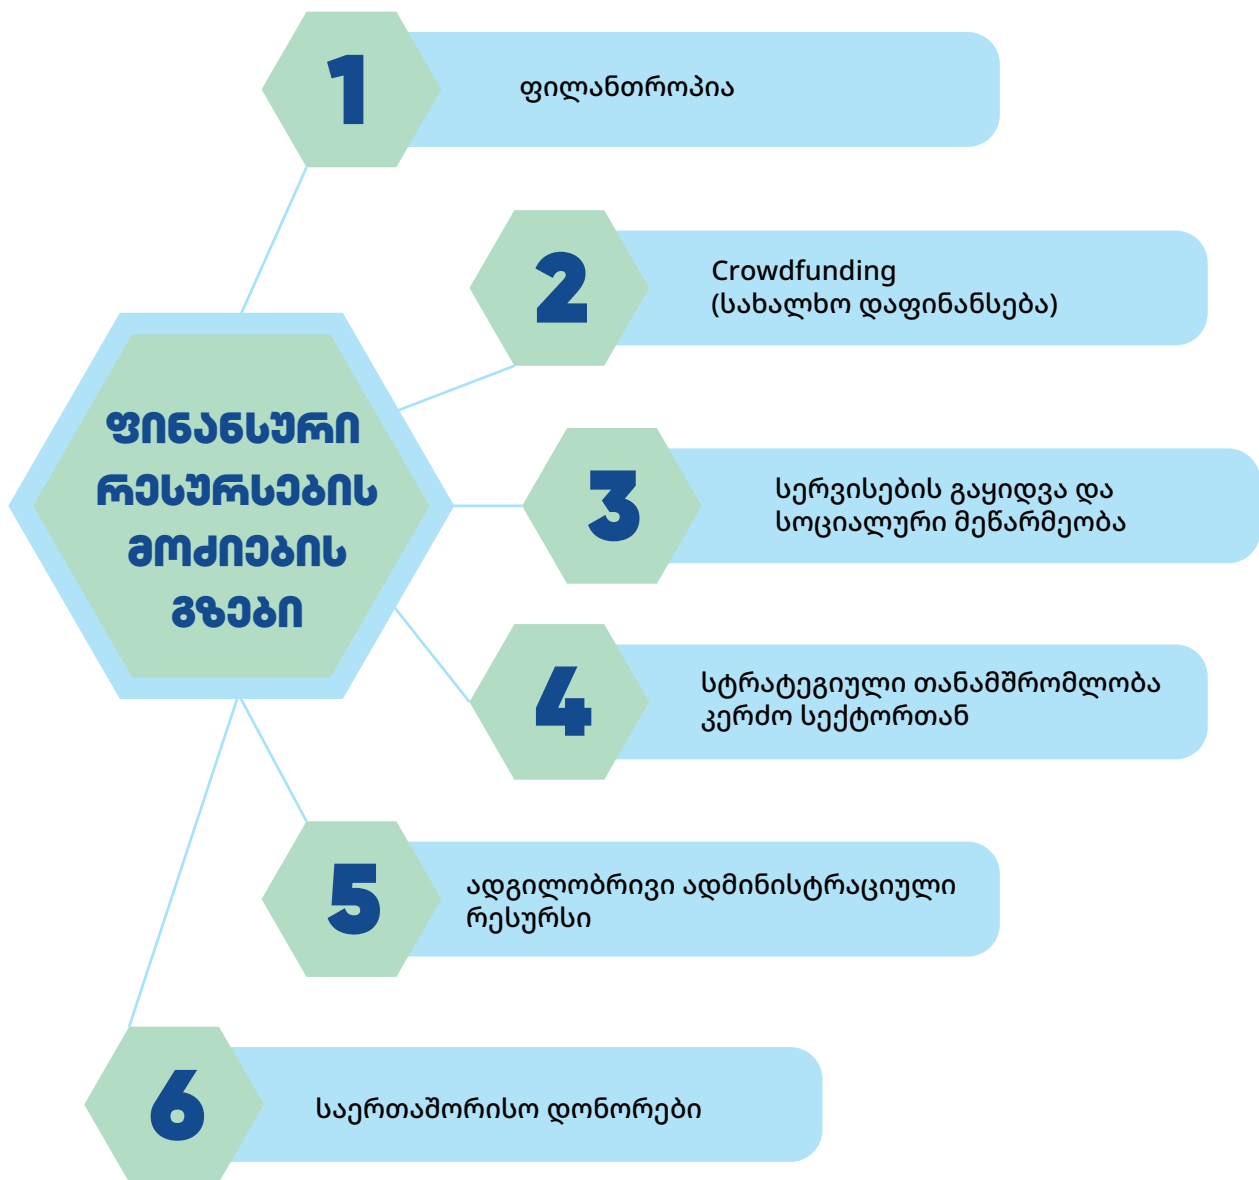 1
ფილანთროპია
2
Crowdfunding
(სახალხო დაფინანსება)
ფინანსური
რესურსების
მოძიების
გზები
3
სერვისების გაყიდვა და
სოციალური მეწარმეობა
4
სტრატეგიული თანამშრომლობა
კერძო სექტორთან
5
ადგილობრივი ადმინისტრაციული
რესურსი
6
საერთაშორისო დონორები